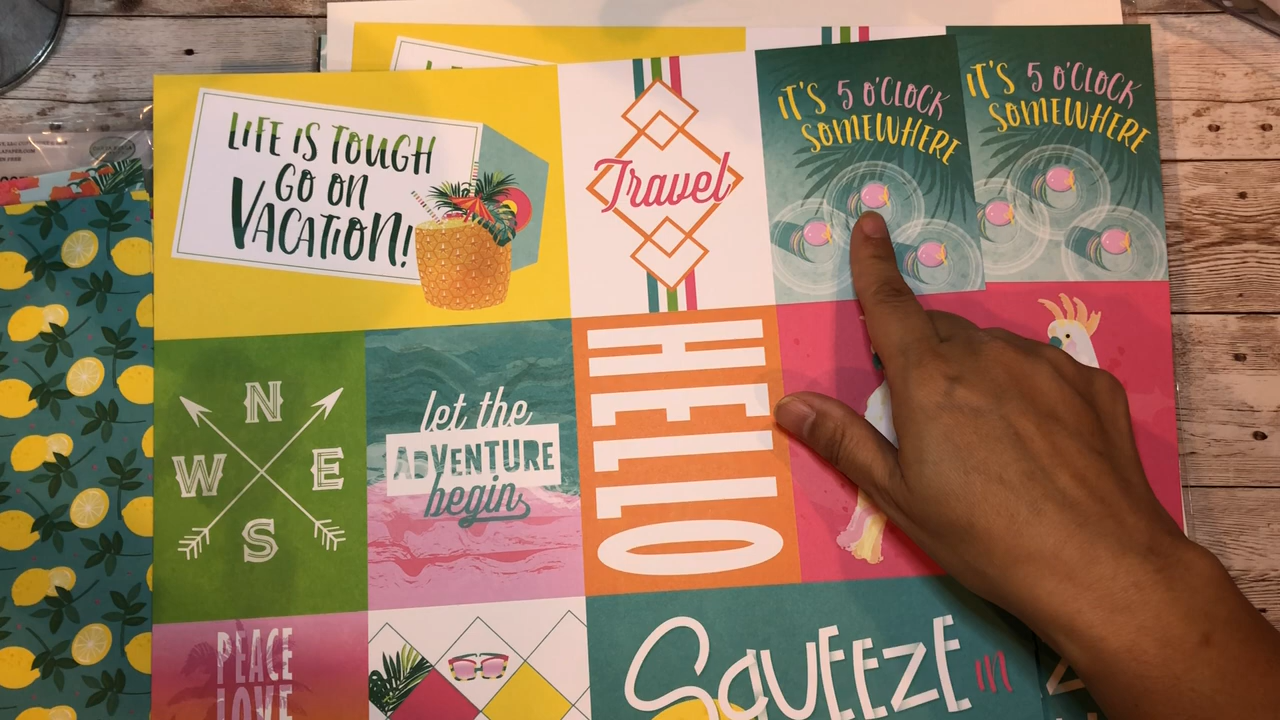 LIFE IS TOUGH
GO ON
VACATION!
Travel
IT'S 5 O'CLOCK
SOMEWHERE
IT'S 5 O'CLOCK
SOMEWHERE
N
W E
S
let the
ADVENTURE
begin
HELLO
PEACE
LOVE
SQUEEZE in